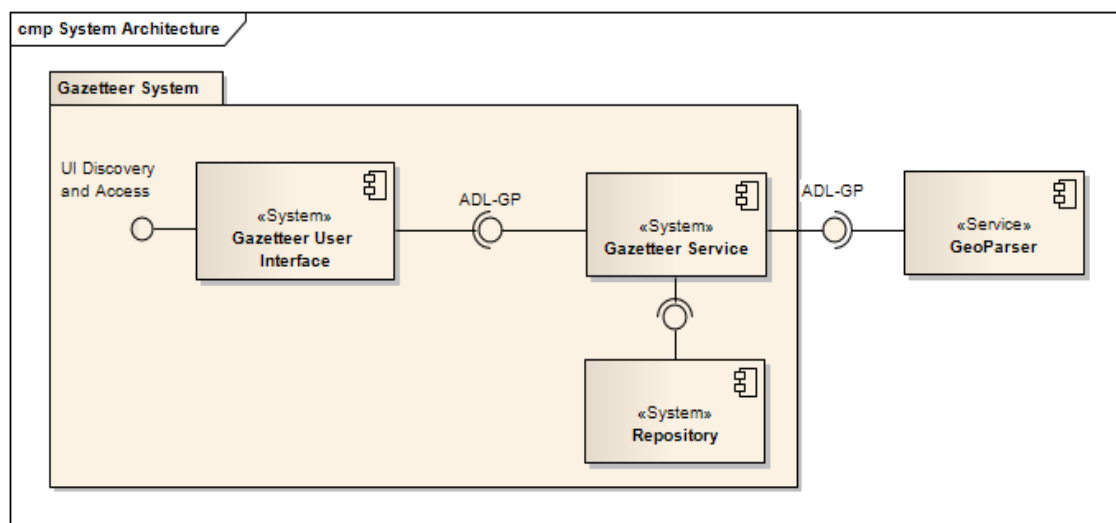 cmp System Architecture
Gazetteer System
UI Discovery
and Access
«System»
Gazetteer User
Interface
ADL-GP
«System»
Gazetteer Service
ADL-GP
«Service»
GeoParser
«System»
Repository